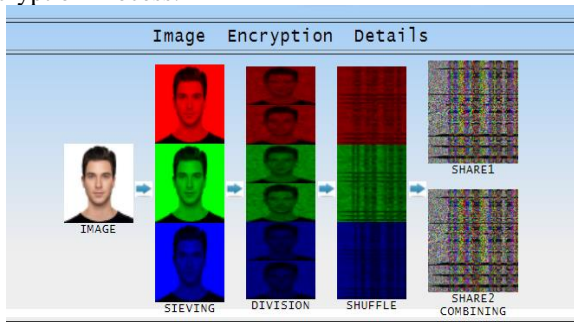 Image Encryption Details
IMAGE
SIEVING
DIVISION
SHUFFLE
SHARE1
SHARE2
COMBINING